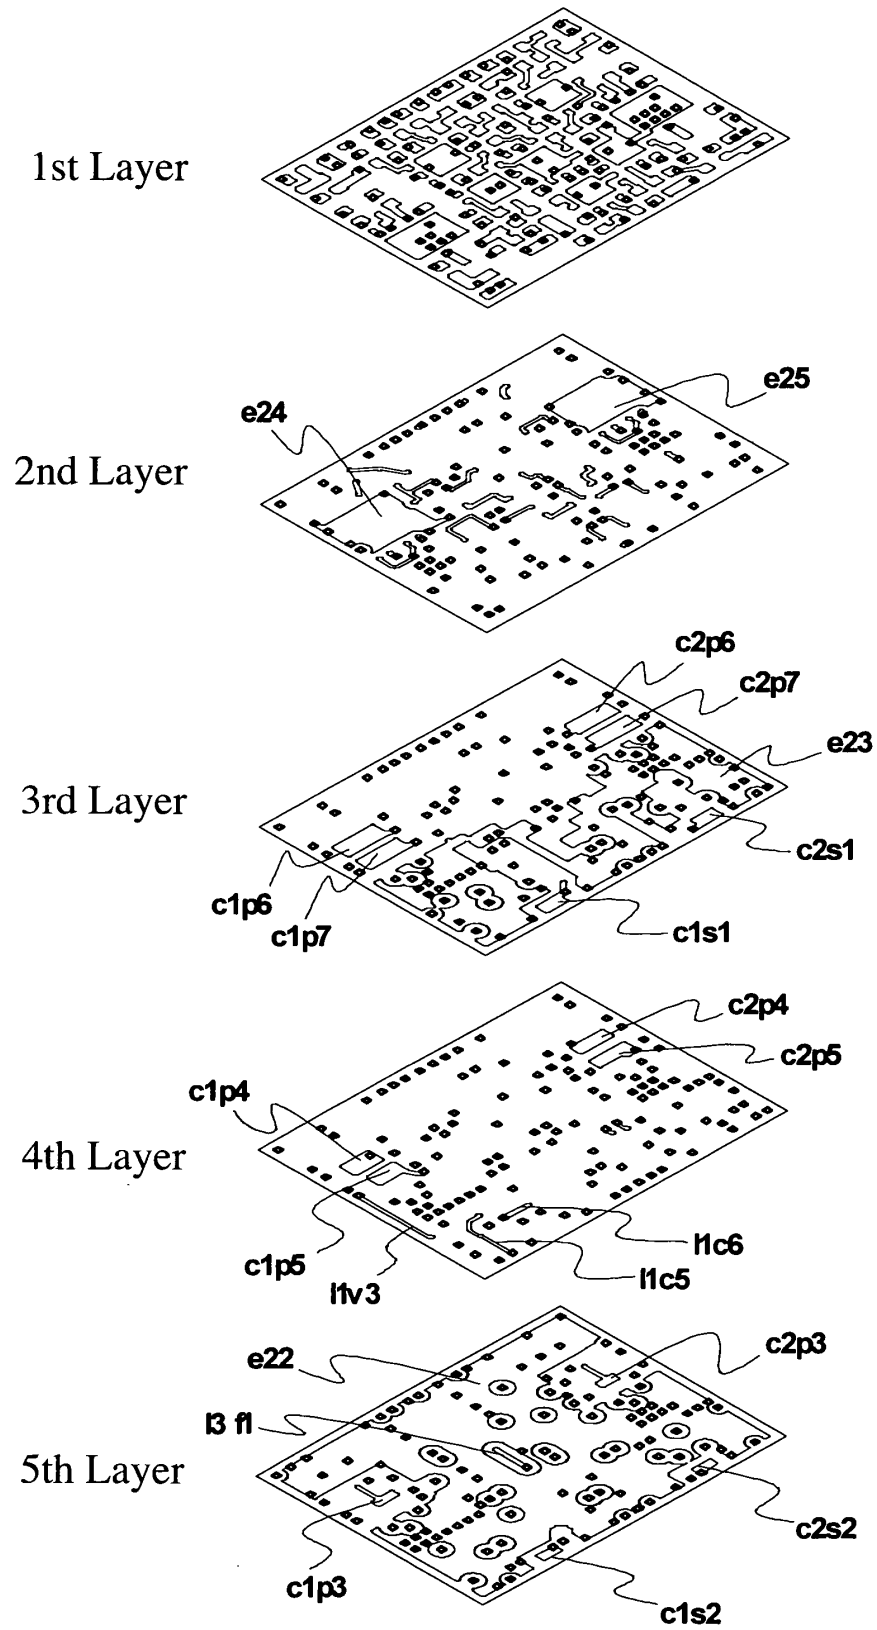 1st Layer
e25
e24
2nd Layer
c2p6
c2p7
e23
3rd Layer
c2s1
c1p6
c1p7
c1s1
c2p4
c2p5
c1p4
4th Layer
l1c6
c1p5
l1c5
l1v3
c2p3
e22
l3 fl
5th Layer
c2s2
c1p3
c1s2